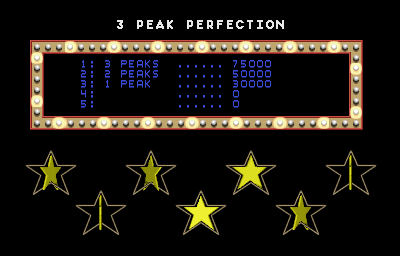 3 PEAK PERFECTION
1: 3 PEAKS ...... 75000
2: 2 PEAKS ...... 50000
3: 1 PEAK ...... 30000
4: ...... 0
5: ...... 0